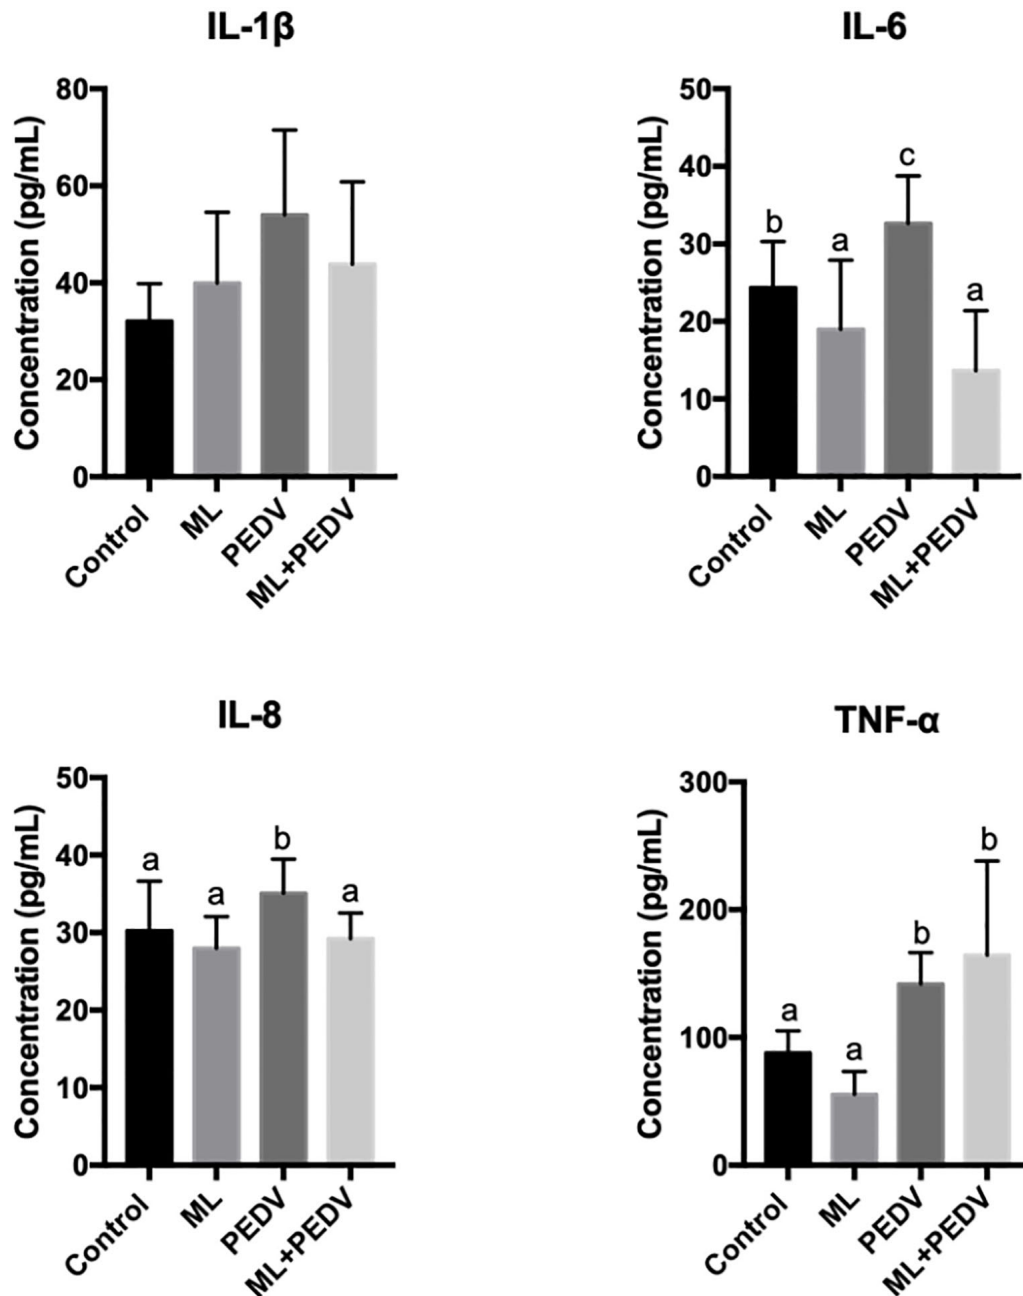 IL-1β
Concentration (pg/mL)
80
60
40
20
0
Control
ML
PEDV
ML+PEDV
IL-6
Concentration (pg/mL)
50
40
30
20
10
0
b
a
c
a
Control
ML
PEDV
ML+PEDV
IL-8
Concentration (pg/mL)
50
40
30
20
10
0
a
a
b
a
Control
ML
PEDV
ML+PEDV
TNF-α
Concentration (pg/mL)
300
200
100
0
a
a
b
b
Control
ML
PEDV
ML+PEDV